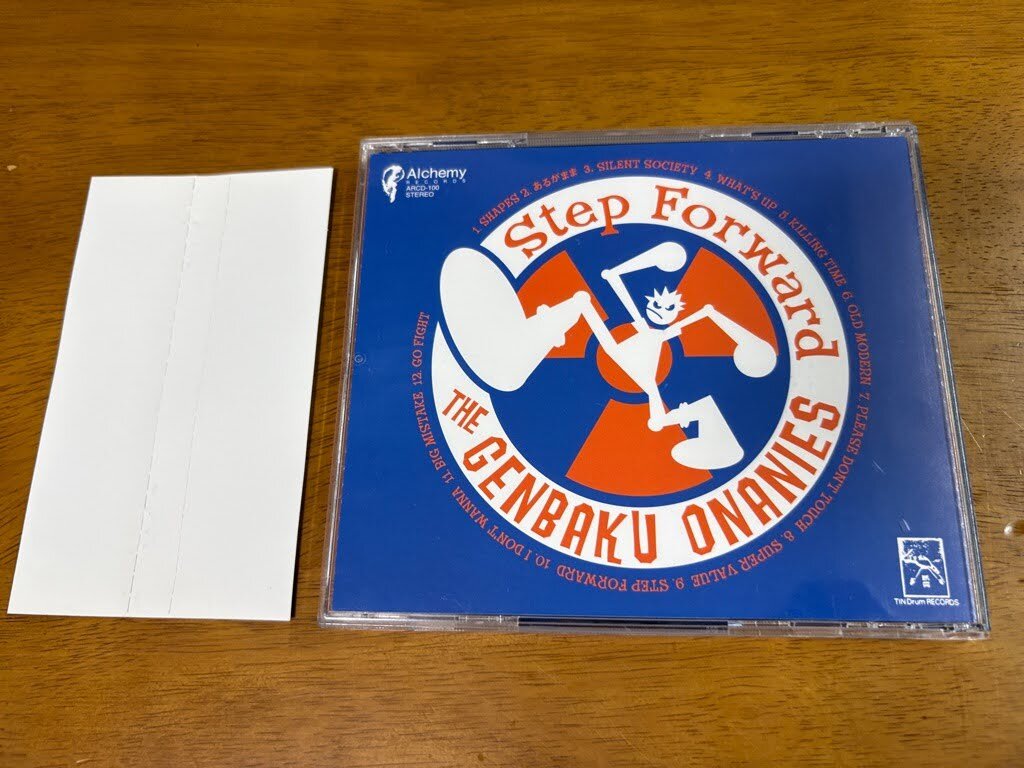 Alchemy
RECORDS
ARCD-100
STEREO
1. SHAPES 2. あるがまま 3. SILENT SOCIETY 4. WHAT'S UP 5. KILLING TIME 6. OLD MODERN 7. PLEASE DON'T TOUCH 8. SUPER VALUE 9. STEP FORWARD 10. I DON'T WANNA 11. BIG MISTAKE 12. GO FIGHT
Step Forward
THE GENBAKU ONANIES
TIN Drum RECORDS